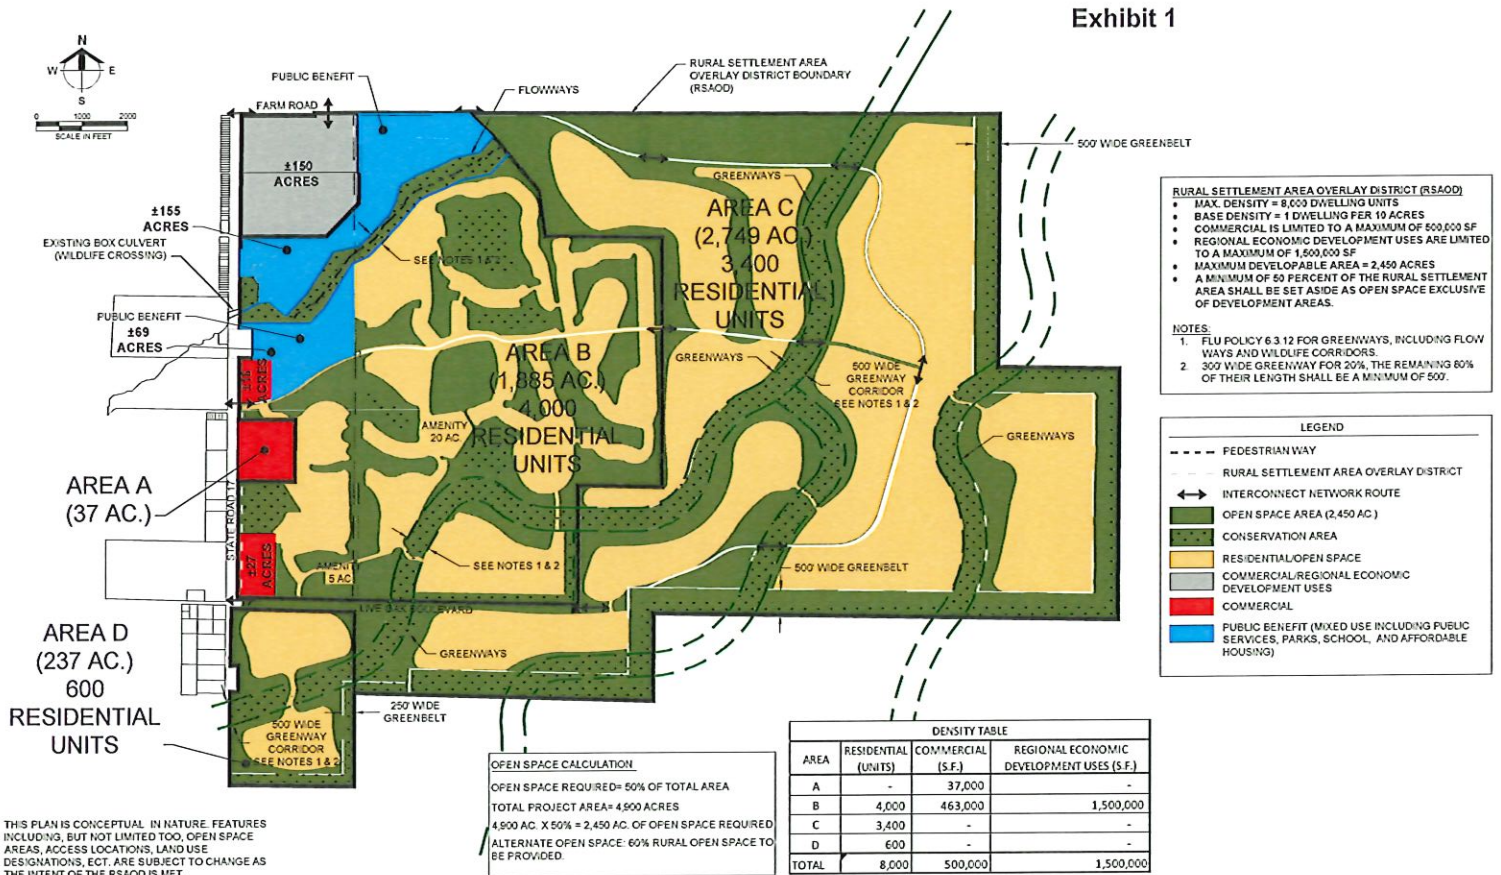 Exhibit 1
N
W E
S
0 1000 2000
SCALE IN FEET
PUBLIC BENEFIT
FARM ROAD
FLOWWAYS
RURAL SETTLEMENT AREA
OVERLAY DISTRICT BOUNDARY
(RSAOD)
500' WIDE GREENBELT
±150
ACRES
±155
ACRES
EXISTING BOX CULVERT
(WILDLIFE CROSSING)
SEE NOTES 1 & 2
GREENWAYS
AREA C
(2,749 AC.)
3,400
RESIDENTIAL
UNITS
PUBLIC BENEFIT
±69
ACRES
ACRES
AREA B
(1,885 AC.)
4,000
RESIDENTIAL
UNITS
GREENWAYS
500' WIDE
GREENWAY
CORRIDOR
SEE NOTES 1 & 2
AMENITY
20 AC.
GREENWAYS
AREA A
(37 AC.)
STATE ROAD 17
±27
ACRES
AMENITY
5 AC
SEE NOTES 1 & 2
500' WIDE GREENBELT
LIVE OAK BOULEVARD
GREENWAYS
AREA D
(237 AC.)
600
RESIDENTIAL
UNITS
250' WIDE
GREENBELT
500' WIDE
GREENWAY
CORRIDOR
SEE NOTES 1 & 2
RURAL SETTLEMENT AREA OVERLAY DISTRICT (RSAOD)
• MAX. DENSITY = 8,000 DWELLING UNITS
• BASE DENSITY = 1 DWELLING PER 10 ACRES
• COMMERCIAL IS LIMITED TO A MAXIMUM OF 500,000 SF
• REGIONAL ECONOMIC DEVELOPMENT USES ARE LIMITED
TO A MAXIMUM OF 1,500,000 SF
• MAXIMUM DEVELOPABLE AREA = 2,450 ACRES
• A MINIMUM OF 50 PERCENT OF THE RURAL SETTLEMENT
AREA SHALL BE SET ASIDE AS OPEN SPACE EXCLUSIVE
OF DEVELOPMENT AREAS.
NOTES:
1. FLU POLICY 6.3.12 FOR GREENWAYS, INCLUDING FLOW
WAYS AND WILDLIFE CORRIDORS.
2. 300' WIDE GREENWAY FOR 20%, THE REMAINING 80%
OF THEIR LENGTH SHALL BE A MINIMUM OF 500'.
LEGEND
PEDESTRIAN WAY
RURAL SETTLEMENT AREA OVERLAY DISTRICT
INTERCONNECT NETWORK ROUTE
OPEN SPACE AREA (2,450 AC.)
CONSERVATION AREA
RESIDENTIAL/OPEN SPACE
COMMERCIAL/REGIONAL ECONOMIC
DEVELOPMENT USES
COMMERCIAL
PUBLIC BENEFIT (MIXED USE INCLUDING PUBLIC
SERVICES, PARKS, SCHOOL, AND AFFORDABLE
HOUSING)
OPEN SPACE CALCULATION
OPEN SPACE REQUIRED= 50% OF TOTAL AREA
TOTAL PROJECT AREA= 4,900 ACRES
4,900 AC. X 50% = 2,450 AC. OF OPEN SPACE REQUIRED
ALTERNATE OPEN SPACE: 60% RURAL OPEN SPACE TO
BE PROVIDED.
DENSITY TABLE
AREA RESIDENTIAL (UNITS) COMMERCIAL (S.F.) REGIONAL ECONOMIC DEVELOPMENT USES (S.F.)
A - 37,000 -
B 4,000 463,000 1,500,000
C 3,400 - -
D 600 - -
TOTAL 8,000 500,000 1,500,000
THIS PLAN IS CONCEPTUAL IN NATURE. FEATURES
INCLUDING, BUT NOT LIMITED TOO, OPEN SPACE
AREAS, ACCESS LOCATIONS, LAND USE
DESIGNATIONS, ECT. ARE SUBJECT TO CHANGE AS
THE INTENT OF THE RSAOD IS MET